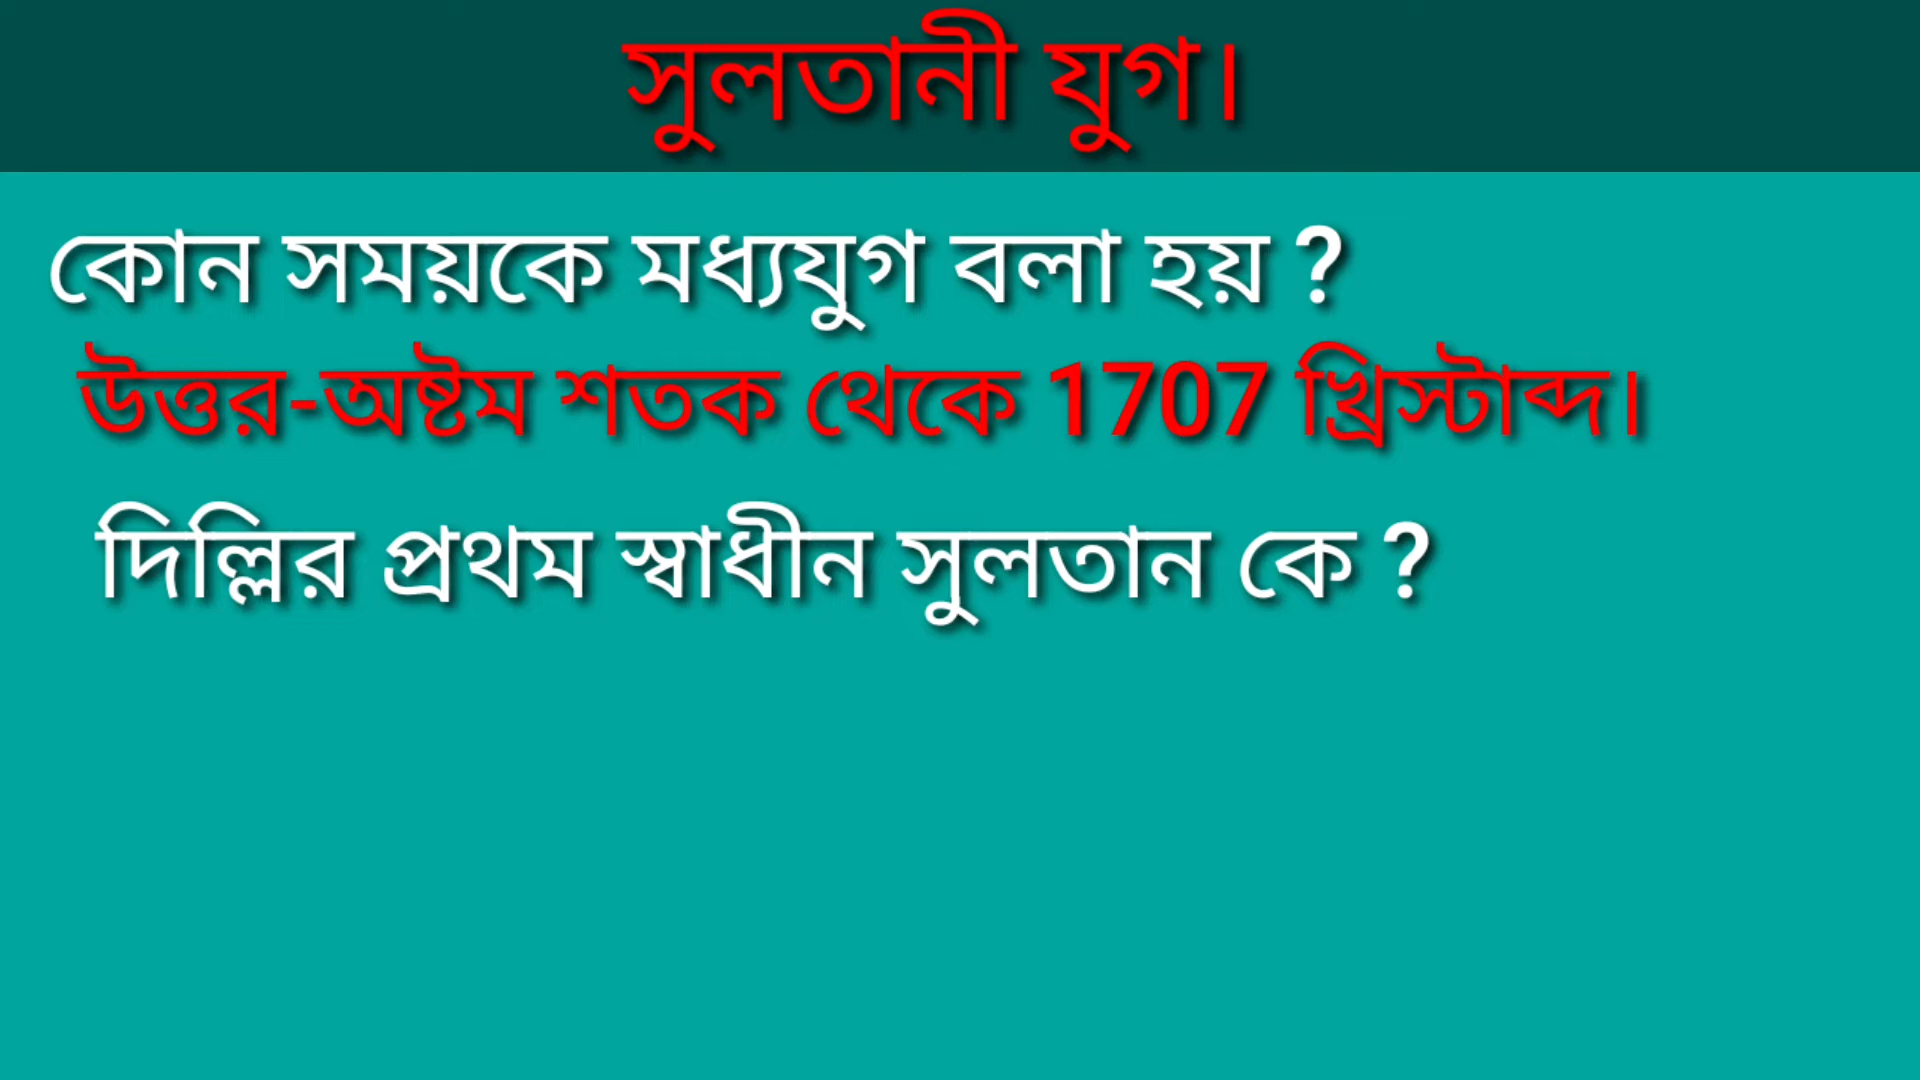 সুলতানী যুগ।
কোন সময়কে মধ্যযুগ বলা হয় ?
উত্তর-অষ্টম শতক থেকে 1707 খ্রিস্টাব্দ।
দিল্লির প্রথম স্বাধীন সুলতান কে ?